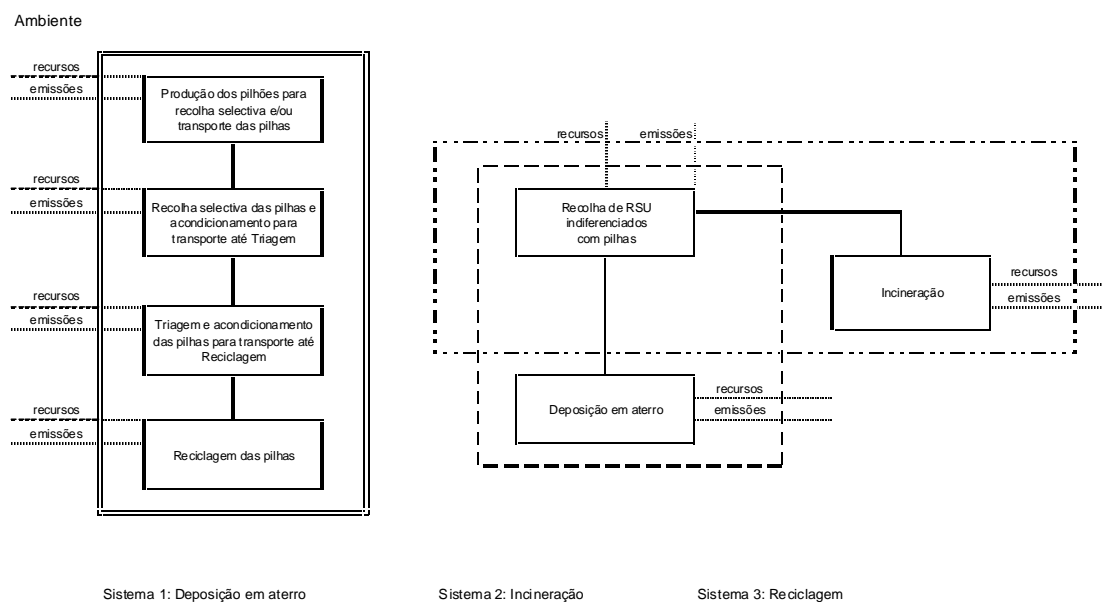 Ambiente
recursos
emissões
Produção dos pilhões para
recolha selectiva e/ou
transporte das pilhas
recursos
emissões
Recolha selectiva das pilhas e
acondicionamento para
transporte até Triagem
recursos
emissões
Triagem e acondicionamento
das pilhas para transporte até
Reciclagem
recursos
emissões
Reciclagem das pilhas
recursos emissões
Recolha de RSU
indiferenciados
com pilhas
Incineração
recursos
emissões
Deposição em aterro
recursos
emissões
Sistema 1: Deposição em aterro
Sistema 2: Incineração
Sistema 3: Reciclagem